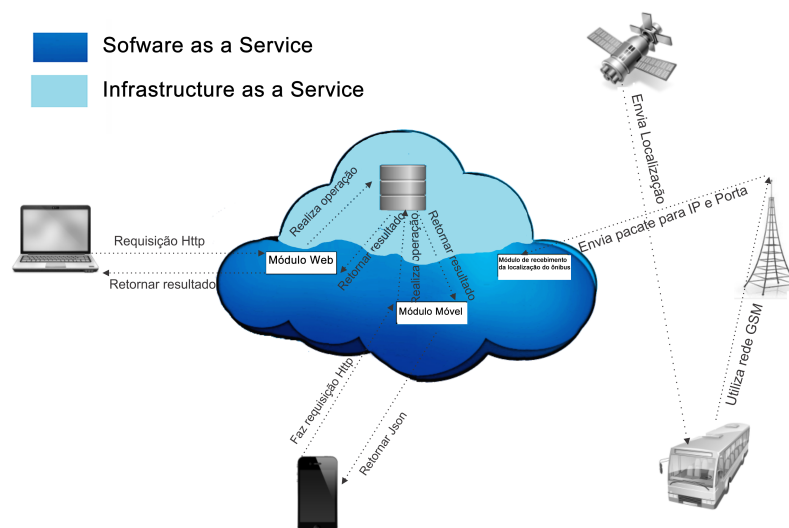 Sofware as a Service
Infrastructure as a Service
Envia Localização
Realiza operação
Envia pacate para IP e Porta
Requisição Http
Retornar resultado
Realiza operação
Retornar resultado
Módulo Web
Módulo de recebimento
da localização do ônibus
Retornar resultado
Módulo Móvel
Utiliza rede GSM
Faz requisição Http
Retornar Json